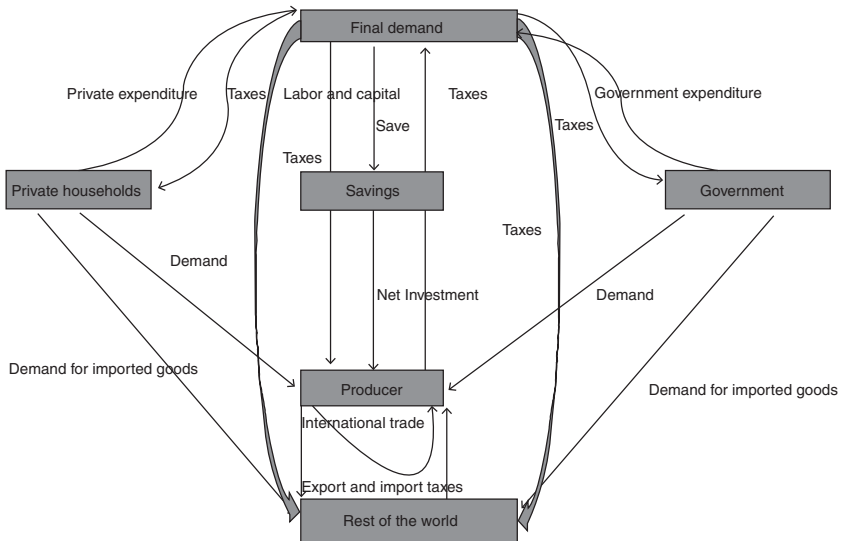 Final demand
Private expenditure
Taxes
Labor and capital
Taxes
Government expenditure
Save
Taxes
Taxes
Private households
Savings
Government
Taxes
Demand
Net Investment
Demand
Demand for imported goods
Producer
Demand for imported goods
International trade
Export and import taxes
Rest of the world